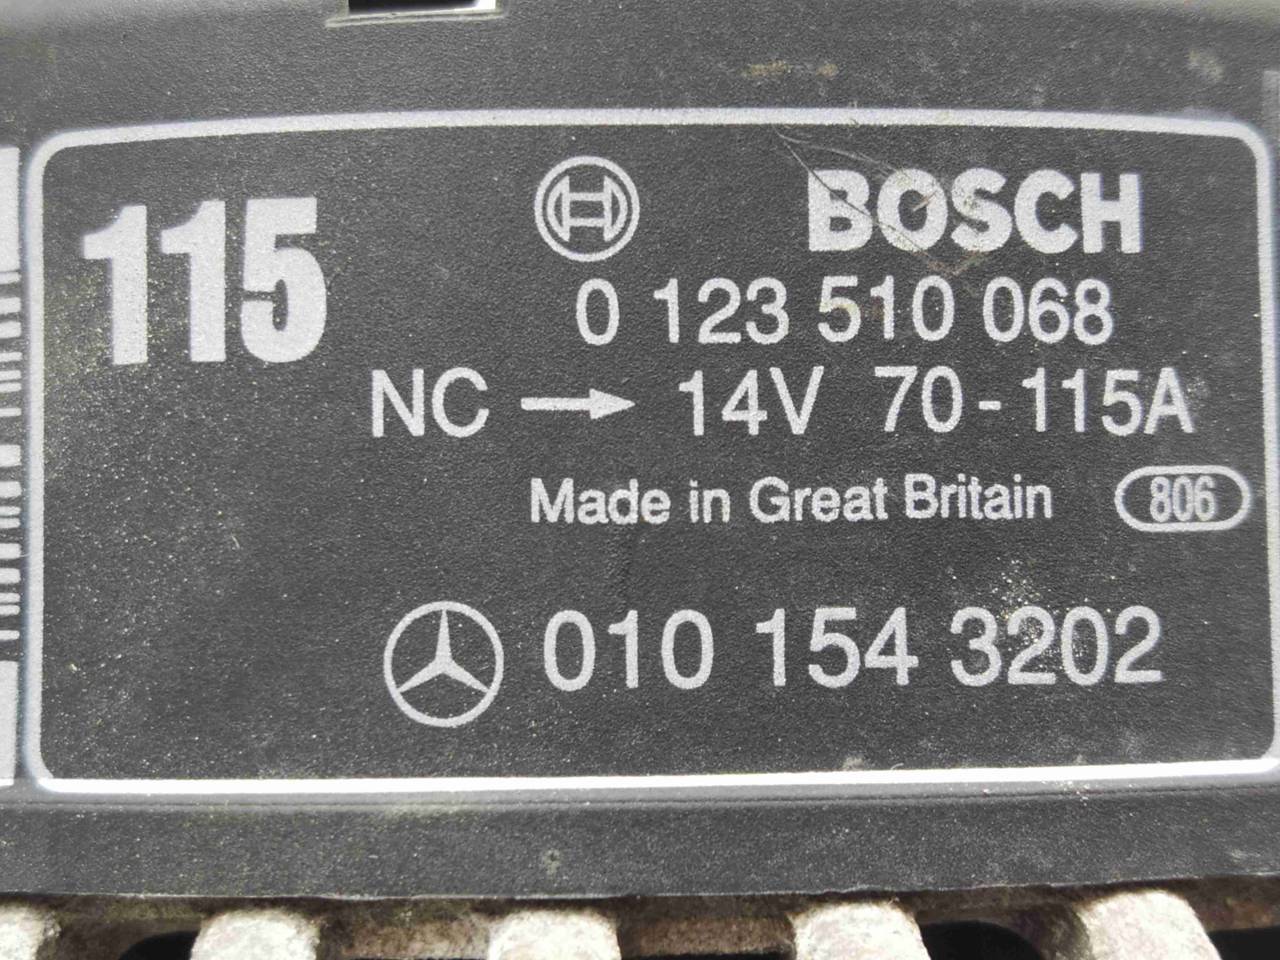 115
BOSCH
0 123 510 068
NC → 14V 70-115A
Made in Great Britain 806
010 154 3202